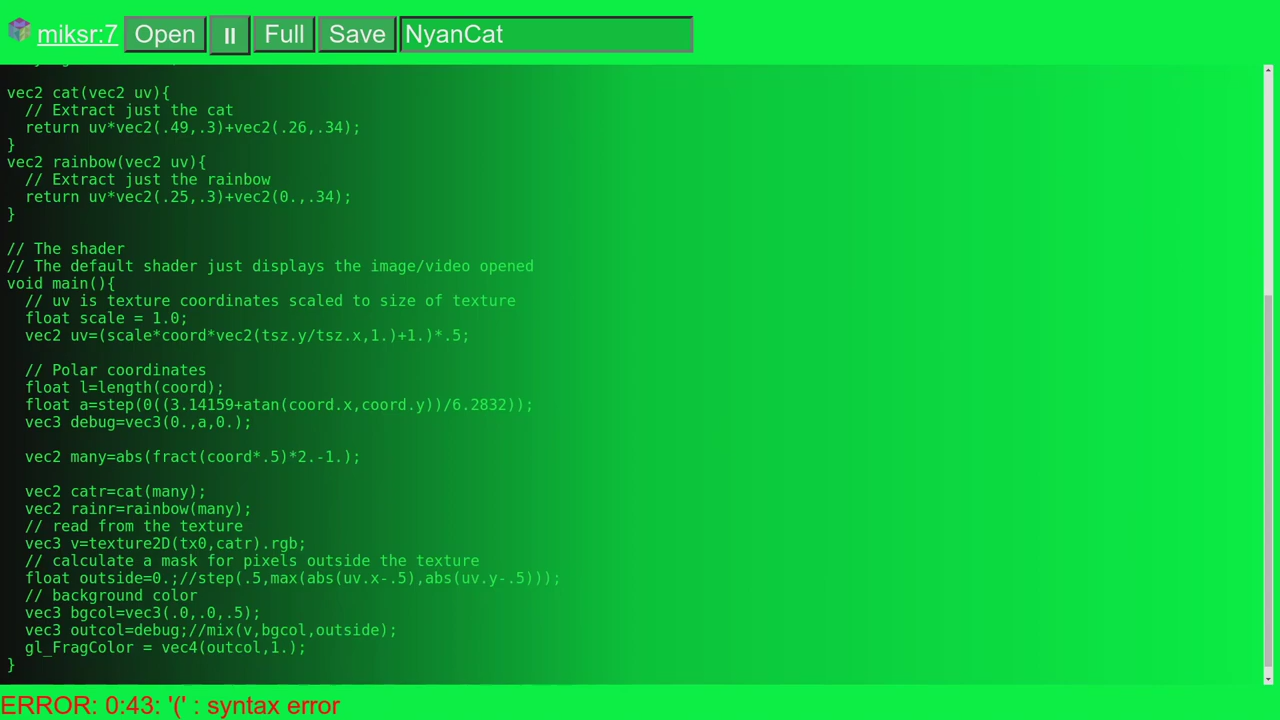 miksr:7 Open Full Save NyanCat
vec2 cat(vec2 uv){
  // Extract just the cat
  return uv*vec2(.49,.3)+vec2(.26,.34);
}
vec2 rainbow(vec2 uv){
  // Extract just the rainbow
  return uv*vec2(.25,.3)+vec2(0.,.34);
}
// The shader
// The default shader just displays the image/video opened
void main(){
  // uv is texture coordinates scaled to size of texture
  float scale = 1.0;
  vec2 uv=(scale*coord*vec2(tsz.y/tsz.x,1.)+1.)*.5;
  // Polar coordinates
  float l=length(coord);
  float a=step(0((3.14159+atan(coord.x,coord.y))/6.2832));
  vec3 debug=vec3(0.,a,0.);
  vec2 many=abs(fract(coord*.5)*2.-1.);
  vec2 catr=cat(many);
  vec2 rainr=rainbow(many);
  // read from the texture
  vec3 v=texture2D(tx0,catr).rgb;
  // calculate a mask for pixels outside the texture
  float outside=0.;//step(.5,max(abs(uv.x-.5),abs(uv.y-.5)));
  // background color
  vec3 bgcol=vec3(.0,.0,.5);
  vec3 outcol=debug;//mix(v,bgcol,outside);
  gl_FragColor = vec4(outcol,1.);
}
ERROR: 0:43: '(' : syntax error